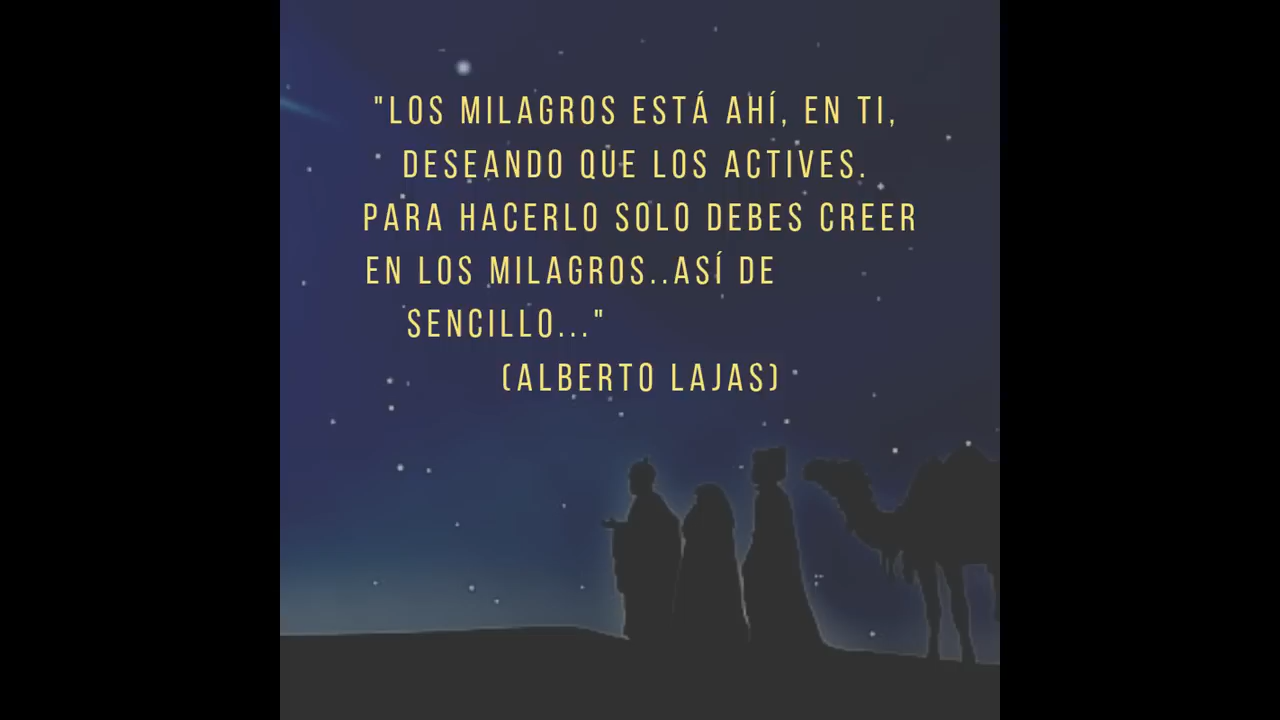 "LOS MILAGROS ESTÁ AHÍ, EN TI,
DESEANDO QUE LOS ACTIVES.
PARA HACERLO SOLO DEBES CREER
EN LOS MILAGROS..ASÍ DE
SENCILLO..."
(ALBERTO LAJAS)